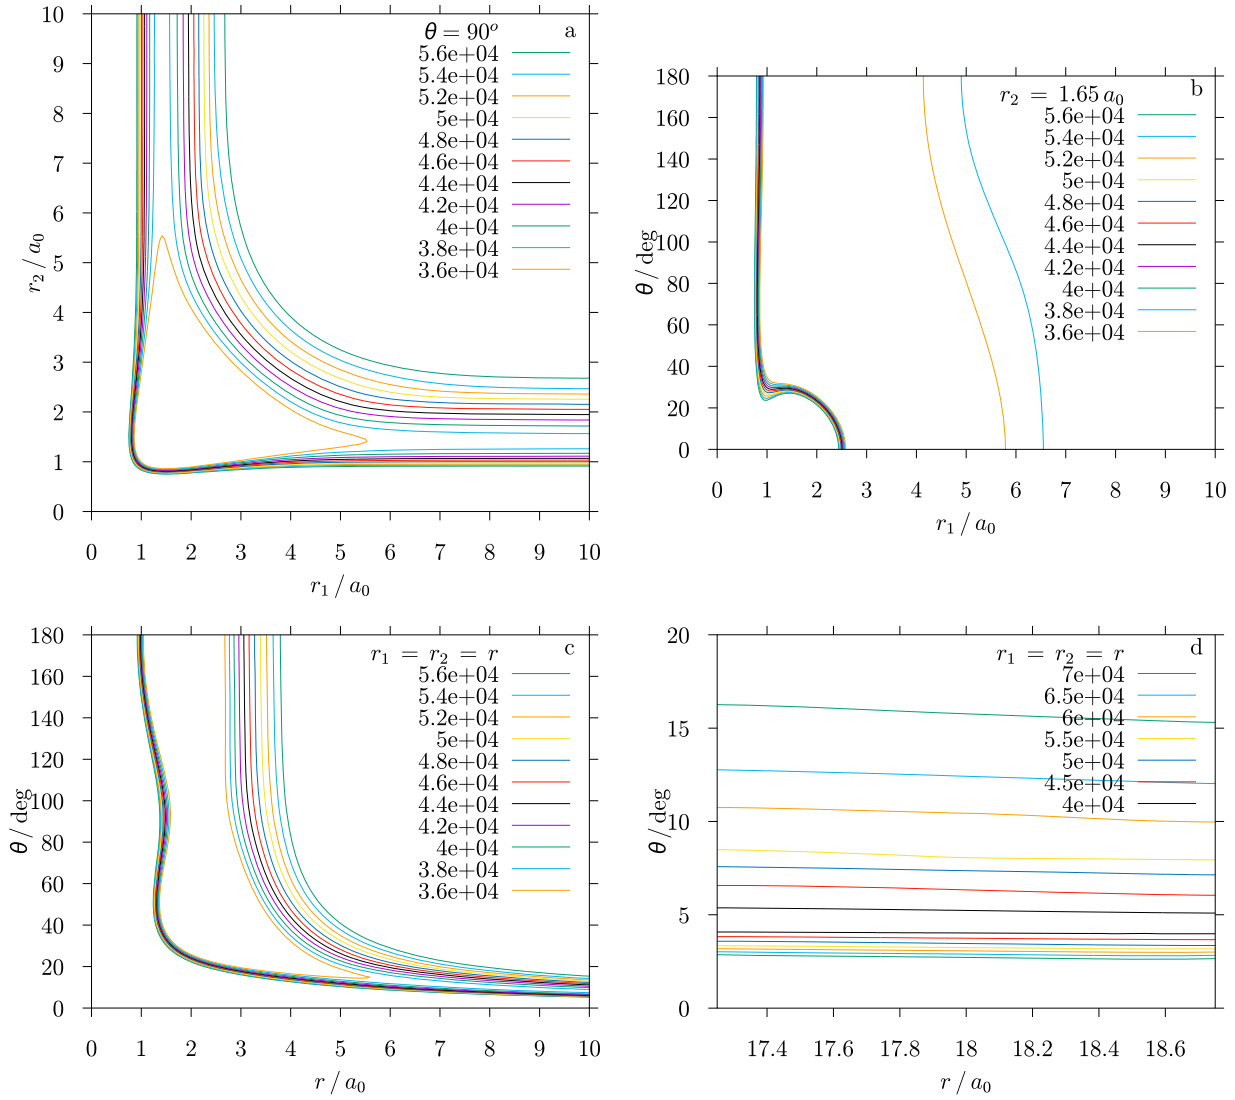 θ = 90º
a
5.6e+04
5.4e+04
5.2e+04
5e+04
4.8e+04
4.6e+04
4.4e+04
4.2e+04
4e+04
3.8e+04
3.6e+04
10
9
8
7
6
5
4
3
2
1
0
r₂ / a₀
0 1 2 3 4 5 6 7 8 9 10
r₁ / a₀
b
r₂ = 1.65 a₀
5.6e+04
5.4e+04
5.2e+04
5e+04
4.8e+04
4.6e+04
4.4e+04
4.2e+04
4e+04
3.8e+04
3.6e+04
180
160
140
120
100
80
60
40
20
0
θ / deg
0 1 2 3 4 5 6 7 8 9 10
r₁ / a₀
c
r₁ = r₂ = r
5.6e+04
5.4e+04
5.2e+04
5e+04
4.8e+04
4.6e+04
4.4e+04
4.2e+04
4e+04
3.8e+04
3.6e+04
180
160
140
120
100
80
60
40
20
0
θ / deg
0 1 2 3 4 5 6 7 8 9 10
r / a₀
d
r₁ = r₂ = r
7e+04
6.5e+04
6e+04
5.5e+04
5e+04
4.5e+04
4e+04
20
15
10
5
0
θ / deg
17.4 17.6 17.8 18 18.2 18.4 18.6
r / a₀